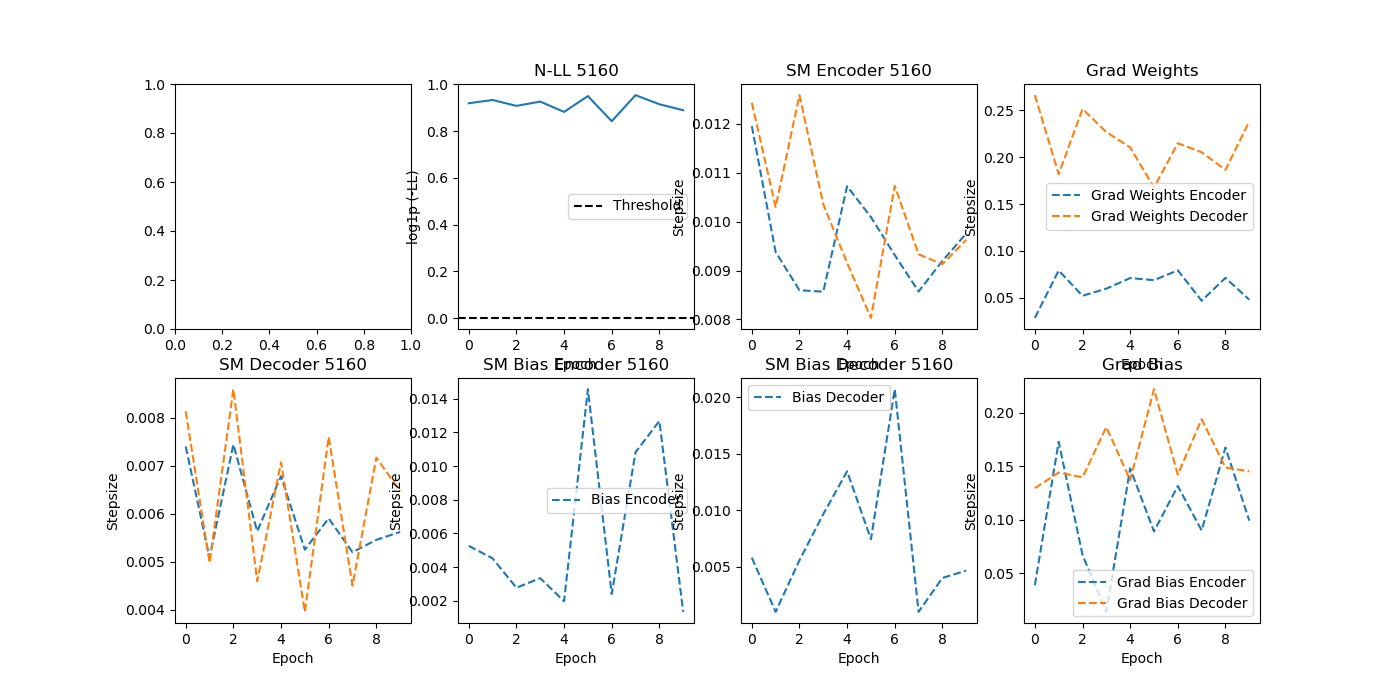 N-LL 5160
SM Encoder 5160
Grad Weights
1.0
0.8
0.6
0.4
0.2
0.0
0.0 0.2 0.4 0.6 0.8 1.0
log1p (-LL)
1.0
0.8
0.6
0.4
0.2
0.0
Threshold
0 2 4 6 8
Epoch
Stepsize
0.012
0.011
0.010
0.009
0.008
0 2 4 6 8
Epoch
Stepsize
0.25
0.20
0.15
0.10
0.05
Grad Weights Encoder
Grad Weights Decoder
0 2 4 6 8
Epoch
SM Decoder 5160
SM Bias Encoder 5160
SM Bias Decoder 5160
Grad Bias
Stepsize
0.008
0.007
0.006
0.005
0.004
0 2 4 6 8
Epoch
Stepsize
0.014
0.012
0.010
0.008
0.006
0.004
0.002
Bias Encoder
0 2 4 6 8
Epoch
Stepsize
0.020
0.015
0.010
0.005
Bias Decoder
0 2 4 6 8
Epoch
Stepsize
0.20
0.15
0.10
0.05
Grad Bias Encoder
Grad Bias Decoder
0 2 4 6 8
Epoch